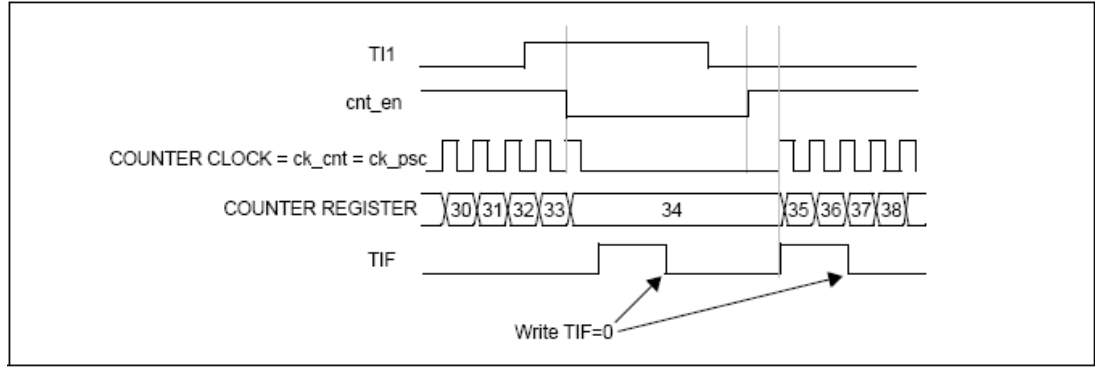 TI1
cnt_en
COUNTER CLOCK = ck_cnt = ck_psc
COUNTER REGISTER 30 31 32 33 34 35 36 37 38
TIF
Write TIF=0